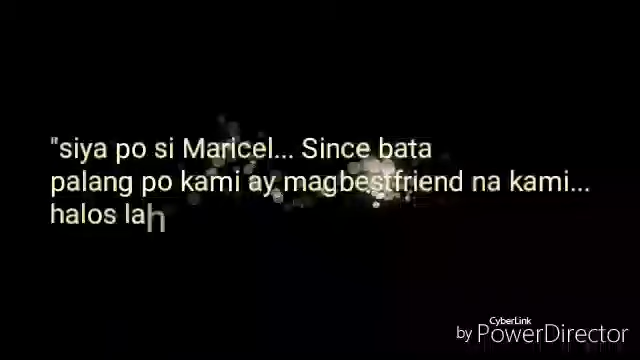 "siya po si Maricel... Since bata
palang po kami ay magbestfriend na kami...
halos lah
CyberLink
by PowerDirector